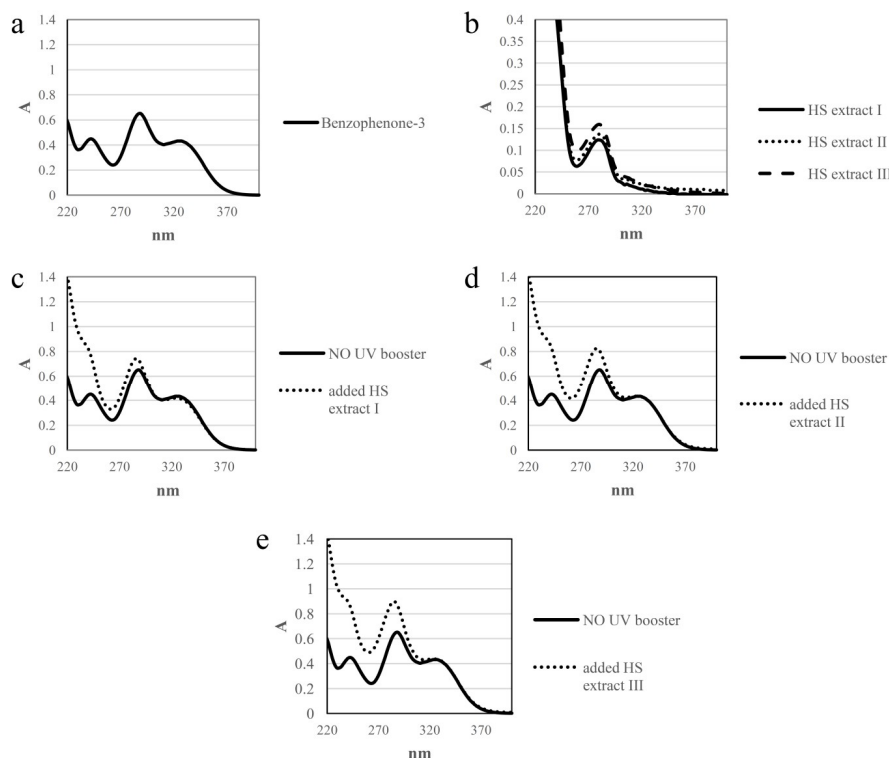 a
1.4
1.2
1
0.8
0.6
0.4
0.2
0
A
220 270 320 370
nm
Benzophenone-3
b
0.4
0.35
0.3
0.25
0.2
0.15
0.1
0.05
0
A
220 270 320 370
nm
HS extract I
HS extract II
HS extract III
c
1.4
1.2
1
0.8
0.6
0.4
0.2
0
A
220 270 320 370
nm
NO UV booster
added HS
extract I
d
1.4
1.2
1
0.8
0.6
0.4
0.2
0
A
220 270 320 370
nm
NO UV booster
added HS
extract II
e
1.4
1.2
1
0.8
0.6
0.4
0.2
0
A
220 270 320 370
nm
NO UV booster
added HS
extract III